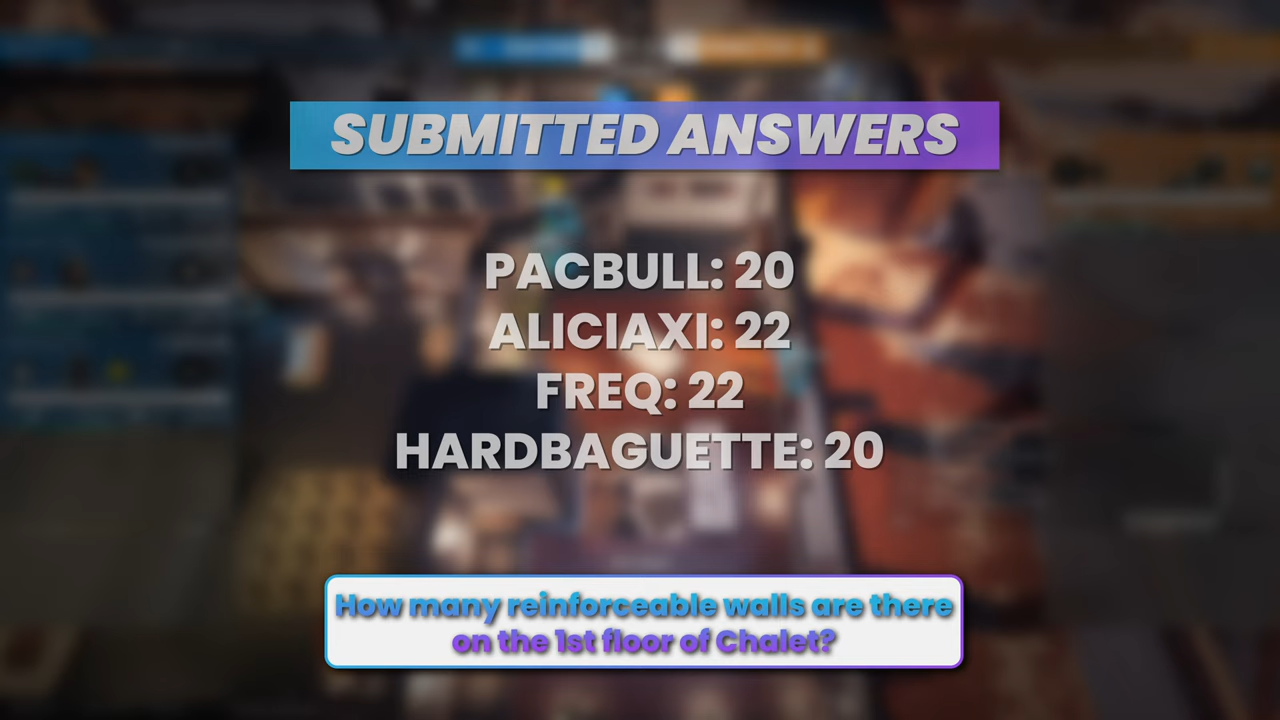 SUBMITTED ANSWERS
PACBULL: 20
ALICIAXI: 22
FREQ: 22
HARDBAGUETTE: 20
How many reinforceable walls are there
on the 1st floor of Chalet?